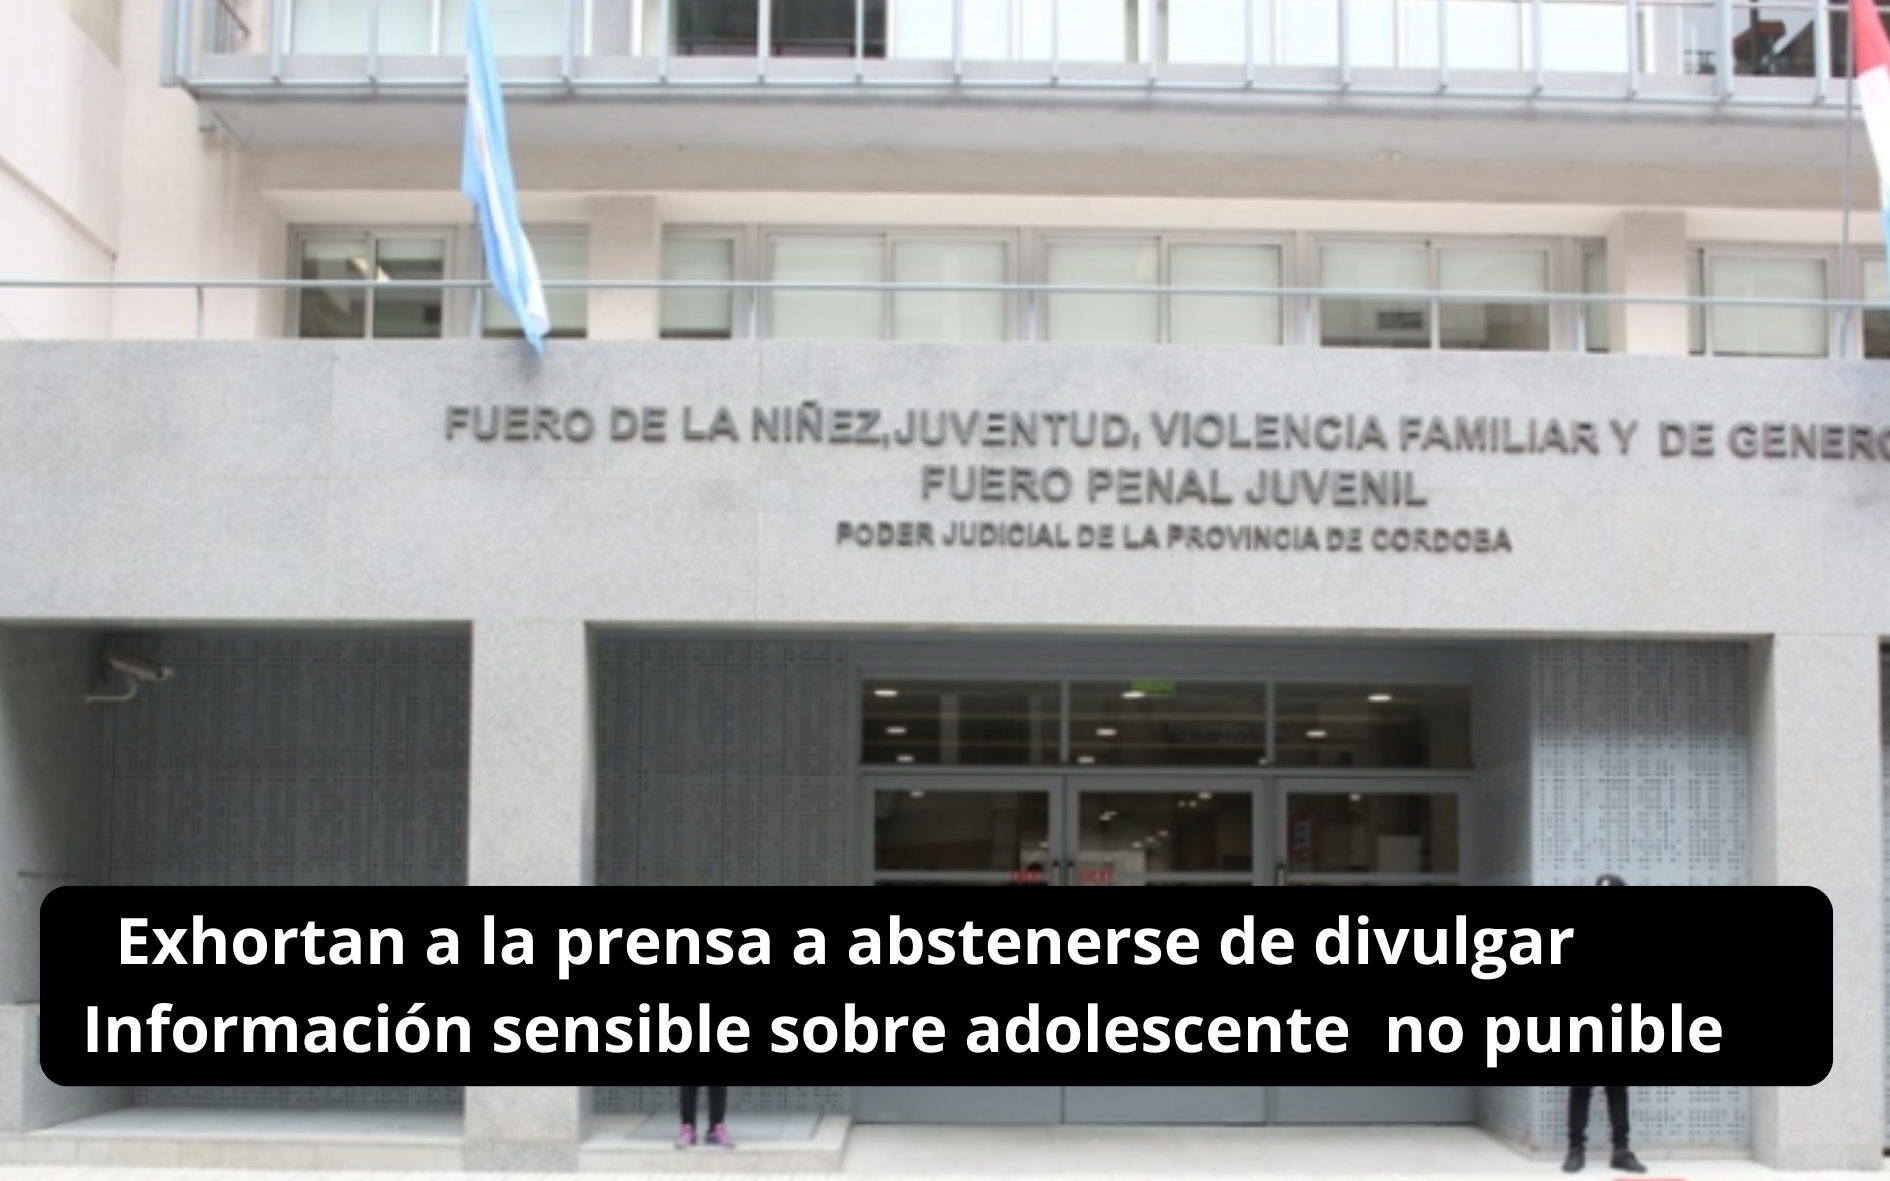 FUERO DE LA NIÑEZ, JUVENTUD, VIOLENCIA FAMILIAR Y DE GENERO
FUERO PENAL JUVENIL
PODER JUDICIAL DE LA PROVINCIA DE CORDOBA
Exhortan a la prensa a abstenerse de divulgar
Información sensible sobre adolescente no punible